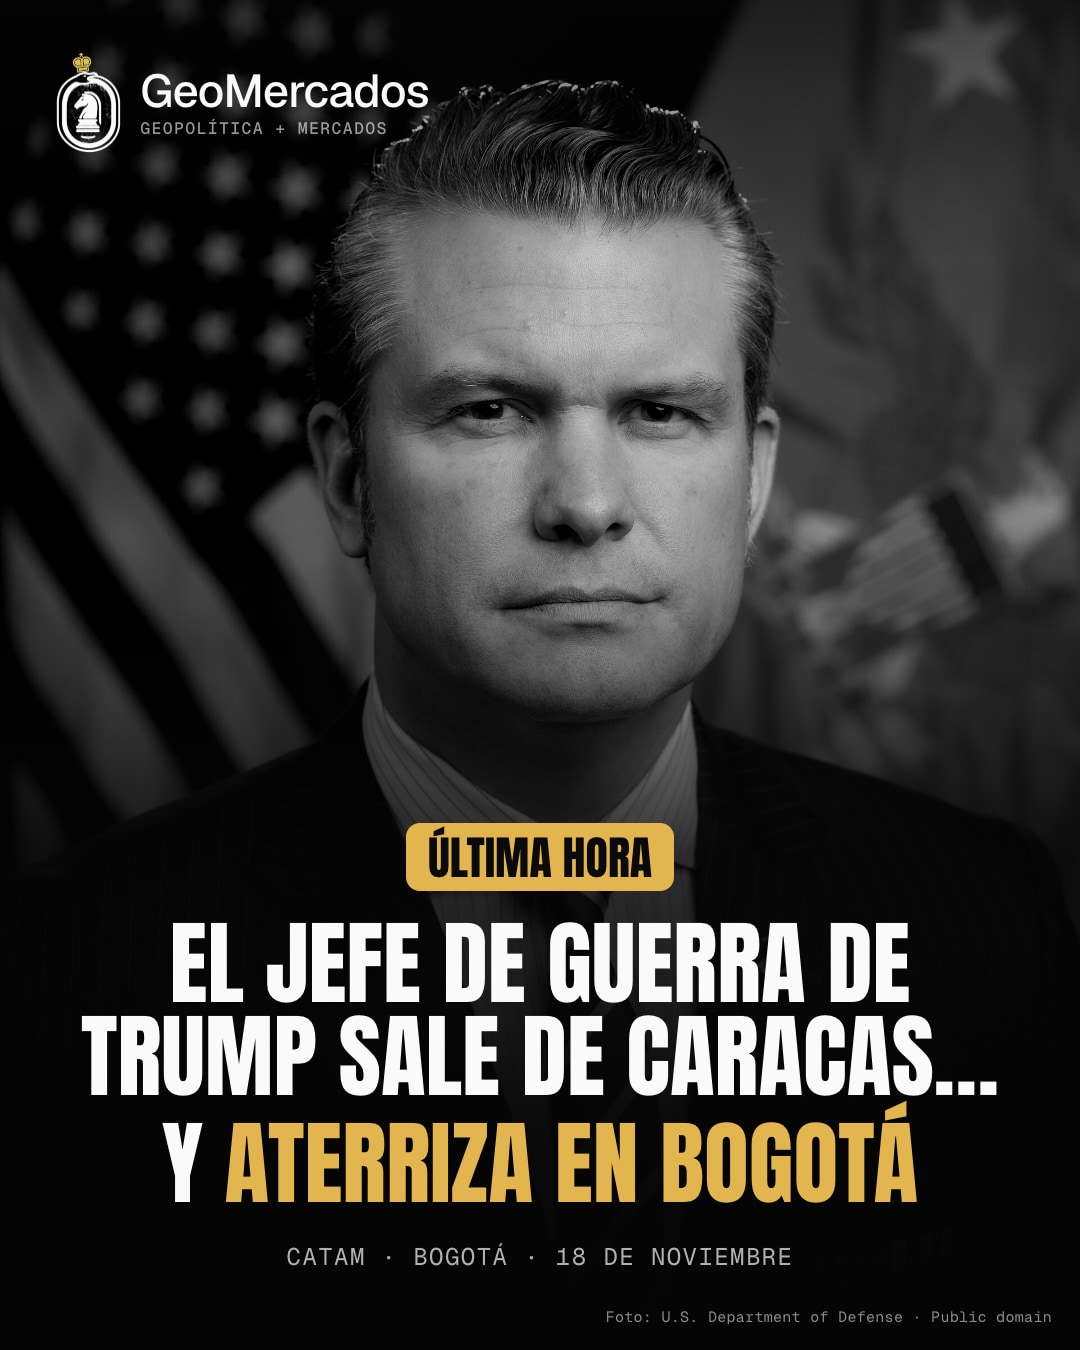 GeoMercados
GEOPOLÍTICA + MERCADOS
ÚLTIMA HORA
EL JEFE DE GUERRA DE
TRUMP SALE DE CARACAS...
Y ATERRIZA EN BOGOTÁ
CATAM · BOGOTÁ · 18 DE NOVIEMBRE
Foto: U.S. Department of Defense · Public domain